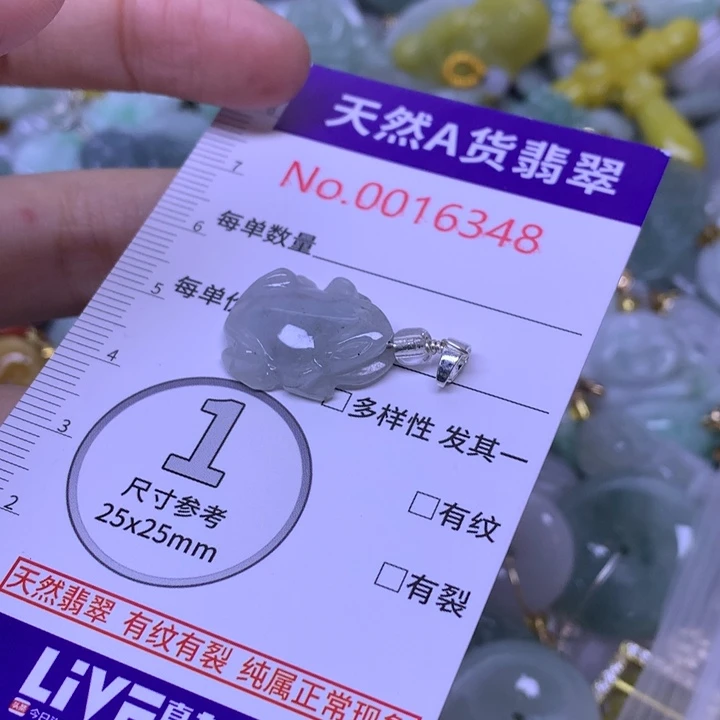 天然A货翡翠
No.0016348
7
6
每单数量
5
每单
4
□多样性 发其一
3
1
尺寸参考
25x25mm
□有纹
2
□有裂
天然翡翠 有纹有裂 纯属正常现
LiVE